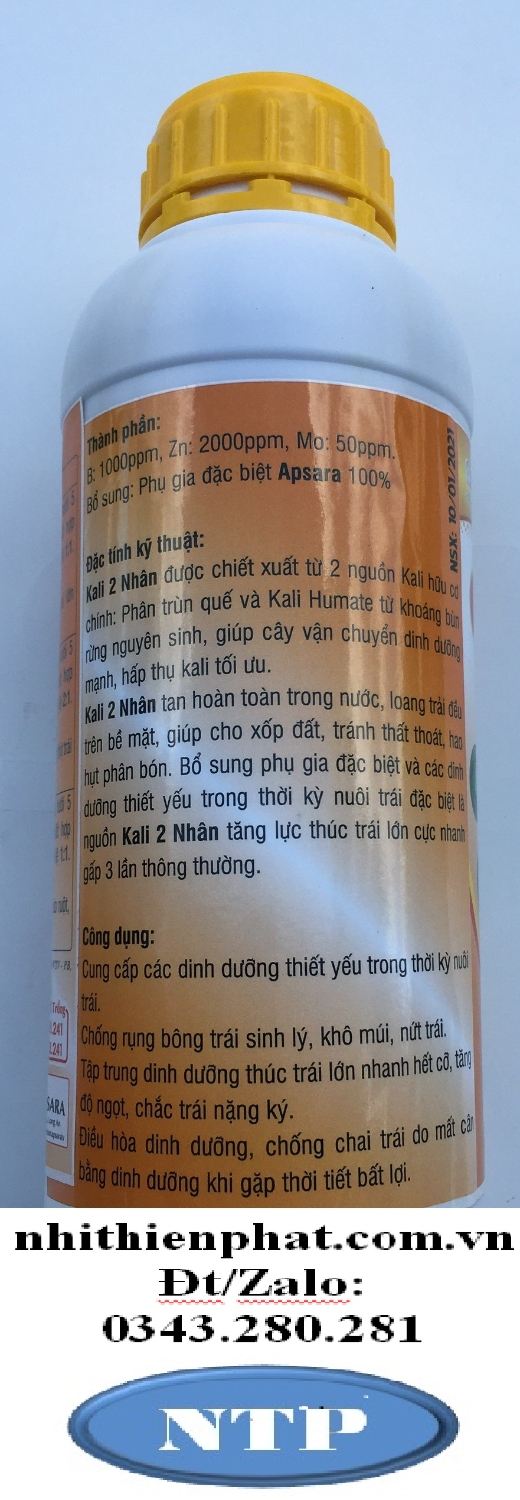 Thành phần:
B: 1000ppm, Zn: 2000ppm, Mo: 50ppm.
Bổ sung: Phụ gia đặc biệt Apsara 100%
NSX: 10/01/2021
Đặc tính kỹ thuật:
Kali 2 Nhân được chiết xuất từ 2 nguồn Kali hữu cơ
chính: Phân trùn quế và Kali Humate từ khoáng bùn
rừng nguyên sinh, giúp cây vận chuyển dinh dưỡng
mạnh, hấp thụ kali tối ưu.
Kali 2 Nhân tan hoàn toàn trong nước, loang trải đều
trên bề mặt, giúp cho xốp đất, tránh thất thoát, hao
hụt phân bón. Bổ sung phụ gia đặc biệt và các dinh
dưỡng thiết yếu trong thời kỳ nuôi trái đặc biệt là
nguồn Kali 2 Nhân tăng lực thúc trái lớn cực nhanh
gấp 3 lần thông thường.
Công dụng:
Cung cấp các dinh dưỡng thiết yếu trong thời kỳ nuôi
trái.
Chống rụng bông trái sinh lý, khô múi, nứt trái.
Tập trung dinh dưỡng thúc trái lớn nhanh hết cỡ, tăng
độ ngọt, chắc trái nặng ký.
Điều hòa dinh dưỡng, chống chai trái do mất cân
bằng dinh dưỡng khi gặp thời tiết bất lợi.
nhithienphat.com.vn
Đt/Zalo:
0343.280.281
NTP